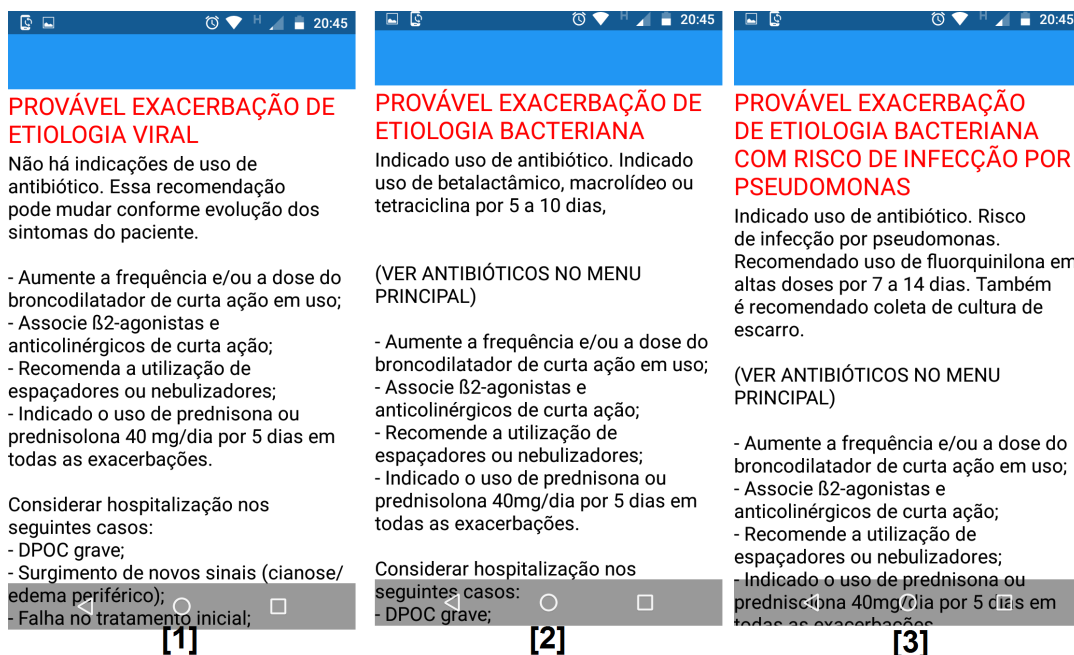 20:45
PROVÁVEL EXACERBAÇÃO DE
ETIOLOGIA VIRAL
Não há indicações de uso de
antibiótico. Essa recomendação
pode mudar conforme evolução dos
sintomas do paciente.
- Aumente a frequência e/ou a dose do
broncodilatador de curta ação em uso;
- Associe ß2-agonistas e
anticolinérgicos de curta ação;
- Recomenda a utilização de
espaçadores ou nebulizadores;
- Indicado o uso de prednisona ou
prednisolona 40 mg/dia por 5 dias em
todas as exacerbações.
Considerar hospitalização nos
seguintes casos:
- DPOC grave;
- Surgimento de novos sinais (cianose/
edema periférico);
- Falha no tratamento inicial;
[1]
H 20:45
PROVÁVEL EXACERBAÇÃO DE
ETIOLOGIA BACTERIANA
Indicado uso de antibiótico. Indicado
uso de betalactâmico, macrolídeo ou
tetraciclina por 5 a 10 dias,
(VER ANTIBIÓTICOS NO MENU
PRINCIPAL)
- Aumente a frequência e/ou a dose do
broncodilatador de curta ação em uso;
- Associe ß2-agonistas e
anticolinérgicos de curta ação;
- Recomende a utilização de
espaçadores ou nebulizadores;
- Indicado o uso de prednisona ou
prednisolona 40mg/dia por 5 dias em
todas as exacerbações.
Considerar hospitalização nos
seguintes casos:
- DPOC grave;
[2]
H 20:45
PROVÁVEL EXACERBAÇÃO
DE ETIOLOGIA BACTERIANA
COM RISCO DE INFECÇÃO POR
PSEUDOMONAS
Indicado uso de antibiótico. Risco
de infecção por pseudomonas.
Recomendado uso de fluorquinilona em
altas doses por 7 a 14 dias. Também
é recomendado coleta de cultura de
escarro.
(VER ANTIBIÓTICOS NO MENU
PRINCIPAL)
- Aumente a frequência e/ou a dose do
broncodilatador de curta ação em uso;
- Associe ß2-agonistas e
anticolinérgicos de curta ação;
- Recomende a utilização de
espaçadores ou nebulizadores;
- Indicado o uso de prednisona ou
prednisolona 40mg/dia por 5 dias em
todas as exacerbações
[3]